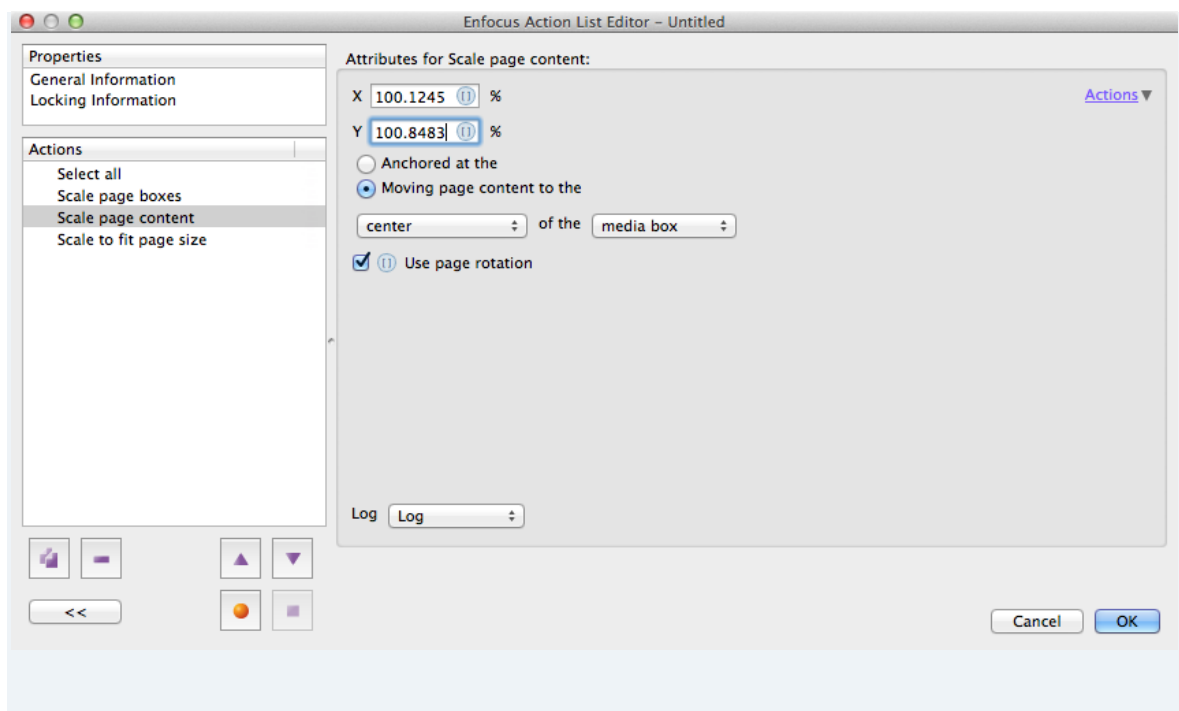 Enfocus Action List Editor – Untitled
Properties
General Information
Locking Information
Actions
Select all
Scale page boxes
Scale page content
Scale to fit page size
<<
Attributes for Scale page content:
X 100.1245 [] %
Actions ▼
Y 100.8483 [] %
Anchored at the
Moving page content to the
center of the media box
[] Use page rotation
Log Log
Cancel OK